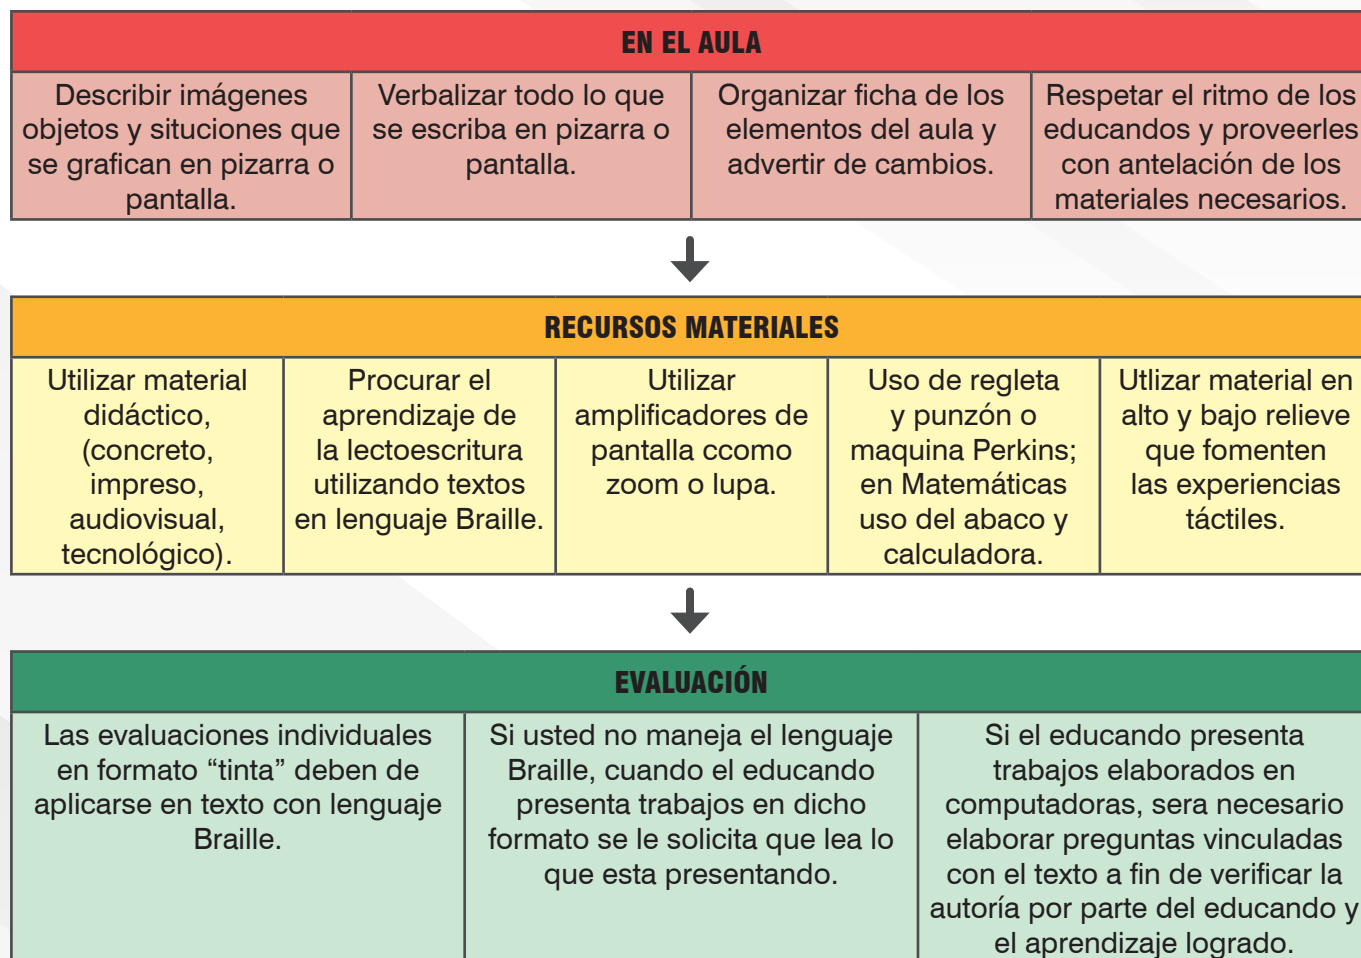 EN EL AULA
Describir imágenes
objetos y situciones que
se grafican en pizarra o
pantalla.
Verbalizar todo lo que
se escriba en pizarra o
pantalla.
Organizar ficha de los
elementos del aula y
advertir de cambios.
Respetar el ritmo de los
educandos y proveerles
con antelación de los
materiales necesarios.
RECURSOS MATERIALES
Utilizar material
didáctico,
(concreto,
impreso,
audiovisual,
tecnológico).
Procurar el
aprendizaje de
la lectoescritura
utilizando textos
en lenguaje Braille.
Utilizar
amplificadores de
pantalla ccomo
zoom o lupa.
Uso de regleta
y punzón o
maquina Perkins;
en Matemáticas
uso del abaco y
calculadora.
Utlizar material en
alto y bajo relieve
que fomenten
las experiencias
táctiles.
EVALUACIÓN
Las evaluaciones individuales
en formato “tinta” deben de
aplicarse en texto con lenguaje
Braille.
Si usted no maneja el lenguaje
Braille, cuando el educando
presenta trabajos en dicho
formato se le solicita que lea lo
que esta presentando.
Si el educando presenta
trabajos elaborados en
computadoras, sera necesario
elaborar preguntas vinculadas
con el texto a fin de verificar la
autoría por parte del educando y
el aprendizaje logrado.